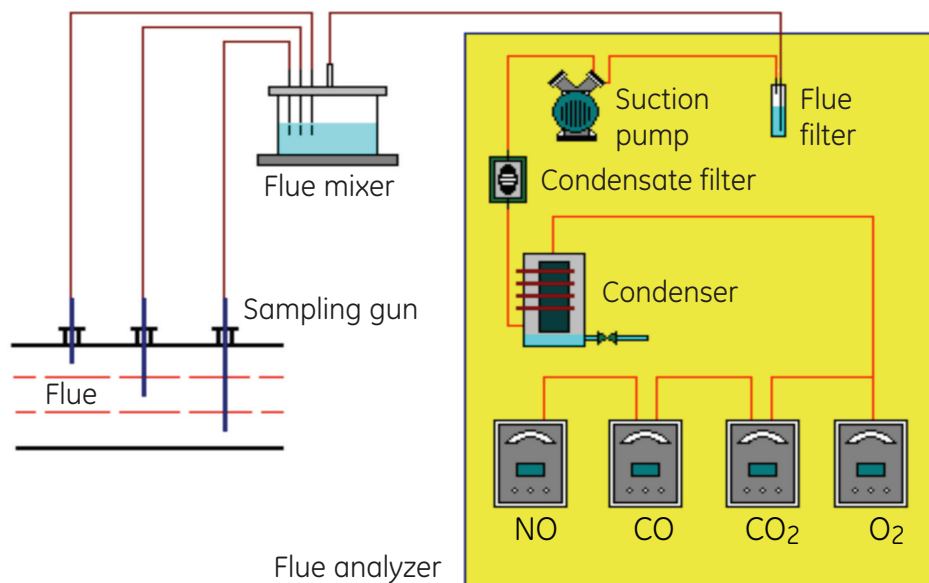 Suction
pump
Flue
filter
Flue mixer
Condensate filter
Condenser
Sampling gun
Flue
NO
CO
CO₂
O₂
Flue analyzer